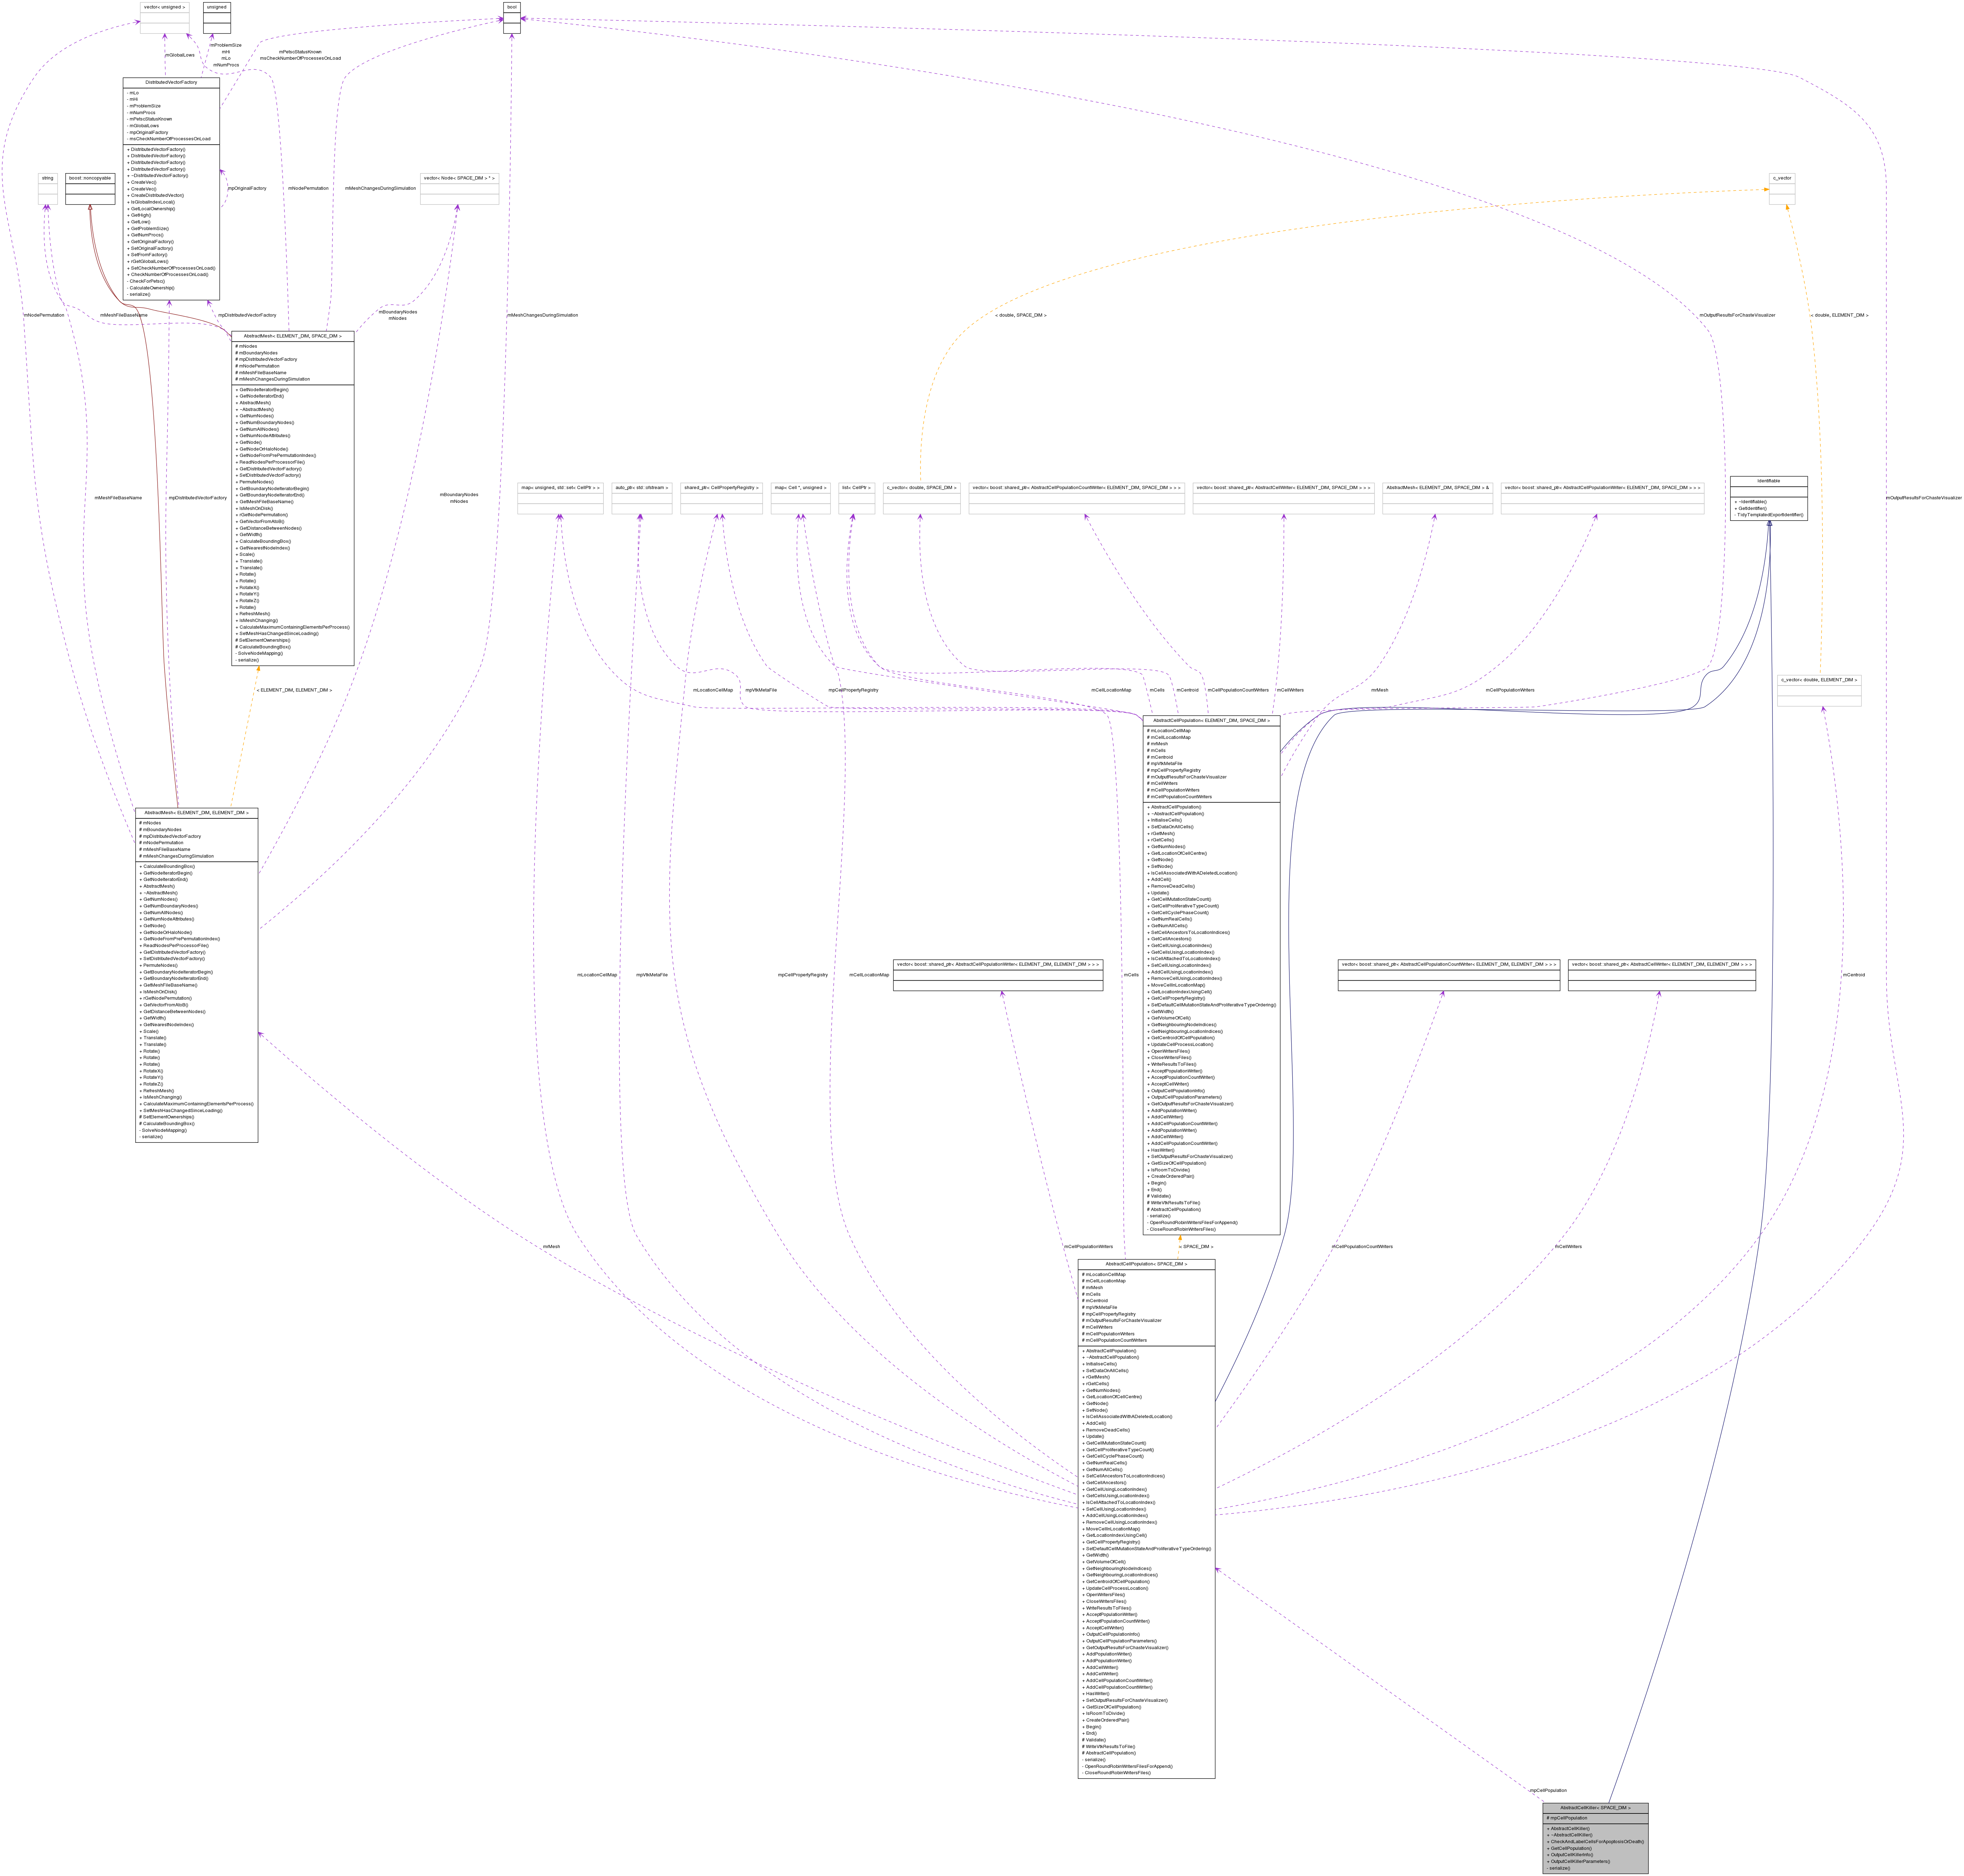 vector< unsigned >
unsigned
bool
mGlobalLows
mProblemSize
mHi
mLo
mNumProcs
mPetscStatusKnown
msCheckNumberOfProcessesOnLoad
DistributedVectorFactory
- mLo
- mHi
- mProblemSize
- mNumProcs
- mPetscStatusKnown
- mGlobalLows
- mpOriginalFactory
- msCheckNumberOfProcessesOnLoad
+ DistributedVectorFactory()
+ DistributedVectorFactory()
+ DistributedVectorFactory()
+ DistributedVectorFactory()
+ ~DistributedVectorFactory()
+ CreateVec()
+ CreateVec()
+ CreateDistributedVector()
+ IsGlobalIndexLocal()
+ GetLocalOwnership()
+ GetHigh()
+ GetLow()
+ GetProblemSize()
+ GetNumProcs()
+ GetOriginalFactory()
+ SetOriginalFactory()
+ SetFromFactory()
+ rGetGlobalLows()
+ SetCheckNumberOfProcessesOnLoad()
+ CheckNumberOfProcessesOnLoad()
- CheckForPetsc()
- CalculateOwnership()
- serialize()
string
boost::noncopyable
mpOriginalFactory
mNodePermutation
mMeshChangesDuringSimulation
vector< Node< SPACE_DIM > * >
c_vector
mNodePermutation
mMeshFileBaseName
mpDistributedVectorFactory
mBoundaryNodes
mNodes
mMeshChangesDuringSimulation
< double, SPACE_DIM >
mOutputResultsForChasteVisualizer
< double, ELEMENT_DIM >
AbstractMesh< ELEMENT_DIM, SPACE_DIM >
# mNodes
# mBoundaryNodes
# mpDistributedVectorFactory
# mNodePermutation
# mMeshFileBaseName
# mMeshChangesDuringSimulation
+ GetNodeIteratorBegin()
+ GetNodeIteratorEnd()
+ AbstractMesh()
+ ~AbstractMesh()
+ GetNumNodes()
+ GetNumBoundaryNodes()
+ GetNumAllNodes()
+ GetNumNodeAttributes()
+ GetNode()
+ GetNodeOrHaloNode()
+ GetNodeFromPrePermutationIndex()
+ ReadNodesPerProcessorFile()
+ GetDistributedVectorFactory()
+ SetDistributedVectorFactory()
+ PermuteNodes()
+ GetBoundaryNodeIteratorBegin()
+ GetBoundaryNodeIteratorEnd()
+ GetMeshFileBaseName()
+ IsMeshOnDisk()
+ rGetNodePermutation()
+ GetVectorFromAtoB()
+ GetDistanceBetweenNodes()
+ GetWidth()
+ CalculateBoundingBox()
+ GetNearestNodeIndex()
+ Scale()
+ Translate()
+ Translate()
+ Rotate()
+ Rotate()
+ RotateX()
+ RotateY()
+ RotateZ()
+ Rotate()
+ RefreshMesh()
+ IsMeshChanging()
+ CalculateMaximumContainingElementsPerProcess()
+ SetMeshHasChangedSinceLoading()
# SetElementOwnerships()
# CalculateBoundingBox()
- SolveNodeMapping()
- serialize()
mMeshFileBaseName
mpDistributedVectorFactory
mBoundaryNodes
mNodes
map< unsigned, std::set< CellPtr > >
auto_ptr< std::ofstream >
shared_ptr< CellPropertyRegistry >
map< Cell *, unsigned >
list< CellPtr >
c_vector< double, SPACE_DIM >
vector< boost::shared_ptr< AbstractCellPopulationCountWriter< ELEMENT_DIM, SPACE_DIM > > >
vector< boost::shared_ptr< AbstractCellWriter< ELEMENT_DIM, SPACE_DIM > > >
AbstractMesh< ELEMENT_DIM, SPACE_DIM > &
vector< boost::shared_ptr< AbstractCellPopulationWriter< ELEMENT_DIM, SPACE_DIM > > >
Identifiable
+ ~Identifiable()
+ GetIdentifier()
- TidyTemplatedExportIdentifier()
mOutputResultsForChasteVisualizer
< ELEMENT_DIM, ELEMENT_DIM >
mLocationCellMap
mpVtkMetaFile
mpCellPropertyRegistry
mCellLocationMap
mCells
mCentroid
mCellPopulationCountWriters
mCellWriters
mrMesh
mCellPopulationWriters
c_vector< double, ELEMENT_DIM >
AbstractCellPopulation< ELEMENT_DIM, SPACE_DIM >
# mLocationCellMap
# mCellLocationMap
# mrMesh
# mCells
# mCentroid
# mpVtkMetaFile
# mpCellPropertyRegistry
# mOutputResultsForChasteVisualizer
# mCellWriters
# mCellPopulationWriters
# mCellPopulationCountWriters
+ AbstractCellPopulation()
+ ~AbstractCellPopulation()
+ InitialiseCells()
+ SetDataOnAllCells()
+ rGetMesh()
+ rGetCells()
+ GetNumNodes()
+ GetLocationOfCellCentre()
+ GetNode()
+ SetNode()
+ IsCellAssociatedWithADeletedLocation()
+ AddCell()
+ RemoveDeadCells()
+ Update()
+ GetCellMutationStateCount()
+ GetCellProliferativeTypeCount()
+ GetCellCyclePhaseCount()
+ GetNumRealCells()
+ GetNumAllCells()
+ SetCellAncestorsToLocationIndices()
+ GetCellAncestors()
+ GetCellUsingLocationIndex()
+ GetCellsUsingLocationIndex()
+ IsCellAttachedToLocationIndex()
+ SetCellUsingLocationIndex()
+ AddCellUsingLocationIndex()
+ RemoveCellUsingLocationIndex()
+ MoveCellInLocationMap()
+ GetLocationIndexUsingCell()
+ GetCellPropertyRegistry()
+ SetDefaultCellMutationStateAndProliferativeTypeOrdering()
+ GetWidth()
+ GetVolumeOfCell()
+ GetNeighbouringNodeIndices()
+ GetNeighbouringLocationIndices()
+ GetCentroidOfCellPopulation()
+ UpdateCellProcessLocation()
+ OpenWritersFiles()
+ CloseWritersFiles()
+ WriteResultsToFiles()
+ AcceptPopulationWriter()
+ AcceptPopulationCountWriter()
+ AcceptCellWriter()
+ OutputCellPopulationInfo()
+ OutputCellPopulationParameters()
+ GetOutputResultsForChasteVisualizer()
+ AddPopulationWriter()
+ AddCellWriter()
+ AddCellPopulationCountWriter()
+ AddPopulationWriter()
+ AddCellWriter()
+ AddCellPopulationCountWriter()
+ HasWriter()
+ SetOutputResultsForChasteVisualizer()
+ GetSizeOfCellPopulation()
+ IsRoomToDivide()
+ CreateOrderedPair()
+ Begin()
+ End()
# Validate()
# WriteVtkResultsToFile()
# AbstractCellPopulation()
- serialize()
- OpenRoundRobinWritersFilesForAppend()
- CloseRoundRobinWritersFiles()
AbstractMesh< ELEMENT_DIM, ELEMENT_DIM >
# mNodes
# mBoundaryNodes
# mpDistributedVectorFactory
# mNodePermutation
# mMeshFileBaseName
# mMeshChangesDuringSimulation
+ CalculateBoundingBox()
+ GetNodeIteratorBegin()
+ GetNodeIteratorEnd()
+ AbstractMesh()
+ ~AbstractMesh()
+ GetNumNodes()
+ GetNumBoundaryNodes()
+ GetNumAllNodes()
+ GetNumNodeAttributes()
+ GetNode()
+ GetNodeOrHaloNode()
+ GetNodeFromPrePermutationIndex()
+ ReadNodesPerProcessorFile()
+ GetDistributedVectorFactory()
+ SetDistributedVectorFactory()
+ PermuteNodes()
+ GetBoundaryNodeIteratorBegin()
+ GetBoundaryNodeIteratorEnd()
+ GetMeshFileBaseName()
+ IsMeshOnDisk()
+ rGetNodePermutation()
+ GetVectorFromAtoB()
+ GetDistanceBetweenNodes()
+ GetWidth()
+ GetNearestNodeIndex()
+ Scale()
+ Translate()
+ Translate()
+ Rotate()
+ Rotate()
+ Rotate()
+ RotateX()
+ RotateY()
+ RotateZ()
+ RefreshMesh()
+ IsMeshChanging()
+ CalculateMaximumContainingElementsPerProcess()
+ SetMeshHasChangedSinceLoading()
# SetElementOwnerships()
# CalculateBoundingBox()
- SolveNodeMapping()
- serialize()
vector< boost::shared_ptr< AbstractCellPopulationWriter< ELEMENT_DIM, ELEMENT_DIM > > >
vector< boost::shared_ptr< AbstractCellPopulationCountWriter< ELEMENT_DIM, ELEMENT_DIM > > >
vector< boost::shared_ptr< AbstractCellWriter< ELEMENT_DIM, ELEMENT_DIM > > >
mLocationCellMap
mpVtkMetaFile
mpCellPropertyRegistry
mCellLocationMap
mCells
mCentroid
mrMesh
mCellPopulationWriters
< SPACE_DIM >
mCellPopulationCountWriters
mCellWriters
AbstractCellPopulation< SPACE_DIM >
# mLocationCellMap
# mCellLocationMap
# mrMesh
# mCells
# mCentroid
# mpVtkMetaFile
# mpCellPropertyRegistry
# mOutputResultsForChasteVisualizer
# mCellWriters
# mCellPopulationWriters
# mCellPopulationCountWriters
+ AbstractCellPopulation()
+ ~AbstractCellPopulation()
+ InitialiseCells()
+ SetDataOnAllCells()
+ rGetMesh()
+ rGetCells()
+ GetNumNodes()
+ GetLocationOfCellCentre()
+ GetNode()
+ SetNode()
+ IsCellAssociatedWithADeletedLocation()
+ AddCell()
+ RemoveDeadCells()
+ Update()
+ GetCellMutationStateCount()
+ GetCellProliferativeTypeCount()
+ GetCellCyclePhaseCount()
+ GetNumRealCells()
+ GetNumAllCells()
+ SetCellAncestorsToLocationIndices()
+ GetCellAncestors()
+ GetCellUsingLocationIndex()
+ GetCellsUsingLocationIndex()
+ IsCellAttachedToLocationIndex()
+ SetCellUsingLocationIndex()
+ AddCellUsingLocationIndex()
+ RemoveCellUsingLocationIndex()
+ MoveCellInLocationMap()
+ GetLocationIndexUsingCell()
+ GetCellPropertyRegistry()
+ SetDefaultCellMutationStateAndProliferativeTypeOrdering()
+ GetWidth()
+ GetVolumeOfCell()
+ GetNeighbouringNodeIndices()
+ GetNeighbouringLocationIndices()
+ GetCentroidOfCellPopulation()
+ UpdateCellProcessLocation()
+ OpenWritersFiles()
+ CloseWritersFiles()
+ WriteResultsToFiles()
+ AcceptPopulationWriter()
+ AcceptPopulationCountWriter()
+ AcceptCellWriter()
+ OutputCellPopulationInfo()
+ OutputCellPopulationParameters()
+ GetOutputResultsForChasteVisualizer()
+ AddPopulationWriter()
+ AddPopulationWriter()
+ AddCellWriter()
+ AddCellWriter()
+ AddCellPopulationCountWriter()
+ AddCellPopulationCountWriter()
+ HasWriter()
+ SetOutputResultsForChasteVisualizer()
+ GetSizeOfCellPopulation()
+ IsRoomToDivide()
+ CreateOrderedPair()
+ Begin()
+ End()
# Validate()
# WriteVtkResultsToFile()
# AbstractCellPopulation()
- serialize()
- OpenRoundRobinWritersFilesForAppend()
- CloseRoundRobinWritersFiles()
mpCellPopulation
AbstractCellKiller< SPACE_DIM >
# mpCellPopulation
+ AbstractCellKiller()
+ ~AbstractCellKiller()
+ CheckAndLabelCellsForApoptosisOrDeath()
+ GetCellPopulation()
+ OutputCellKillerInfo()
+ OutputCellKillerParameters()
- serialize()